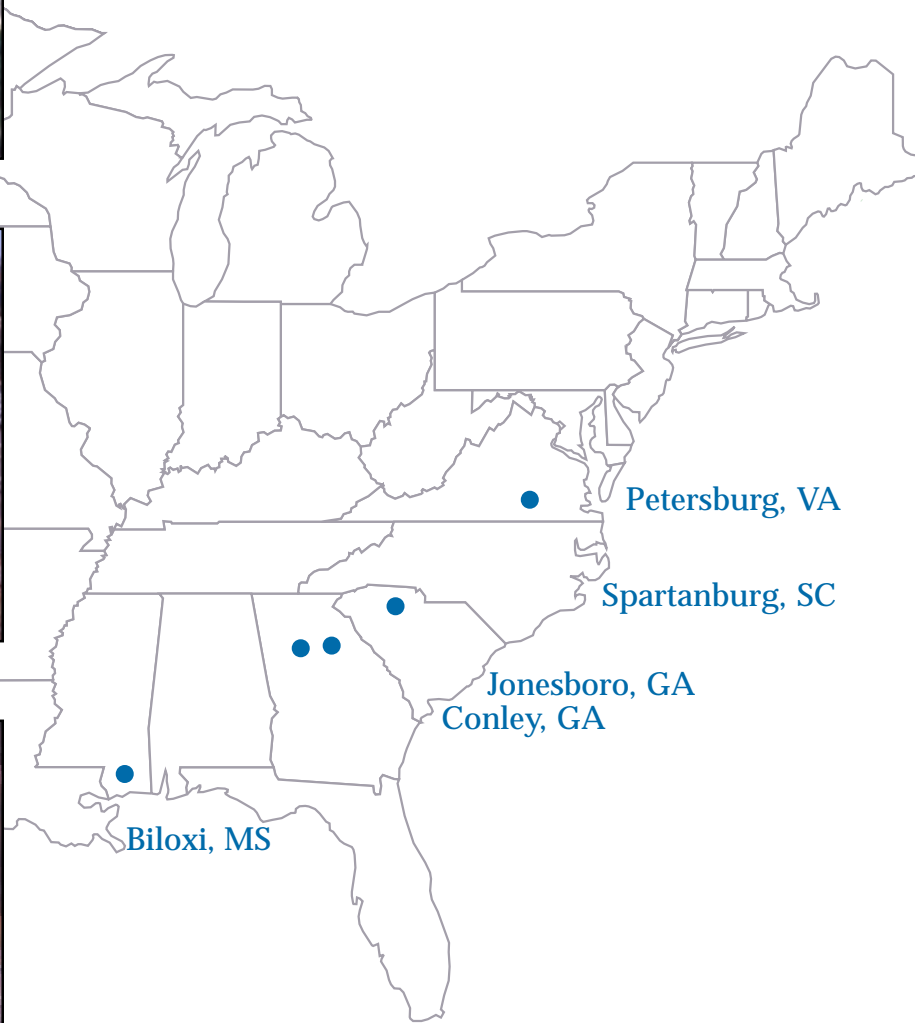 Petersburg, VA
Spartanburg, SC
Jonesboro, GA
Conley, GA
Biloxi, MS